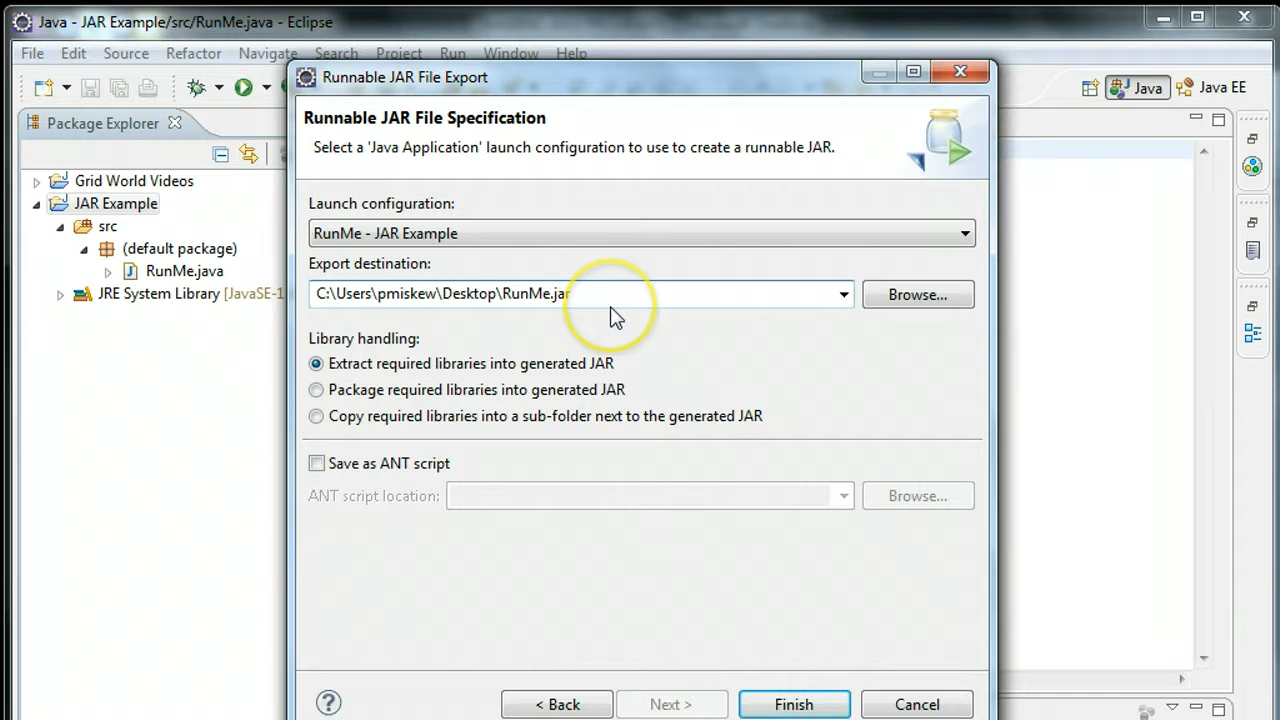 Java - JAR Example/src/RunMe.java - Eclipse
File Edit Source Refactor Navigate Search Project Run Window Help
Runnable JAR File Export
Java Java EE
Package Explorer
Runnable JAR File Specification
Select a 'Java Application' launch configuration to use to create a runnable JAR.
Grid World Videos
JAR Example
src
(default package)
RunMe.java
JRE System Library [JavaSE-1
Launch configuration:
RunMe - JAR Example
Export destination:
C:\Users\pmiskew\Desktop\RunMe.jar
Browse...
Library handling:
Extract required libraries into generated JAR
Package required libraries into generated JAR
Copy required libraries into a sub-folder next to the generated JAR
Save as ANT script
ANT script location:
Browse...
? < Back Next > Finish Cancel